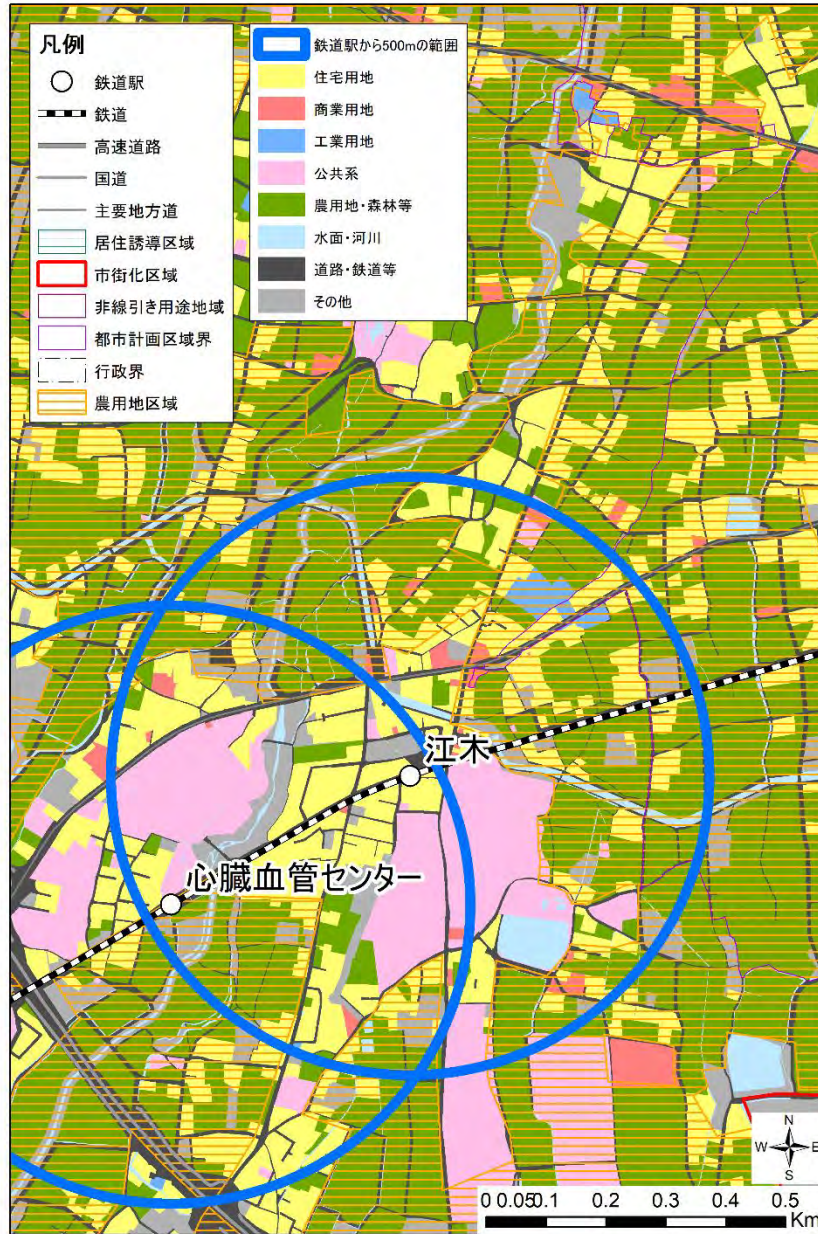 凡例
鉄道駅
鉄道
高速道路
国道
主要地方道
居住誘導区域
市街化区域
非線引き用途地域
都市計画区域界
行政界
農用地区域
鉄道駅から500mの範囲
住宅用地
商業用地
工業用地
公共系
農用地・森林等
水面・河川
道路・鉄道等
その他
江木
心臓血管センター
N
W E
S
0 0.05 0.1 0.2 0.3 0.4 0.5
Km